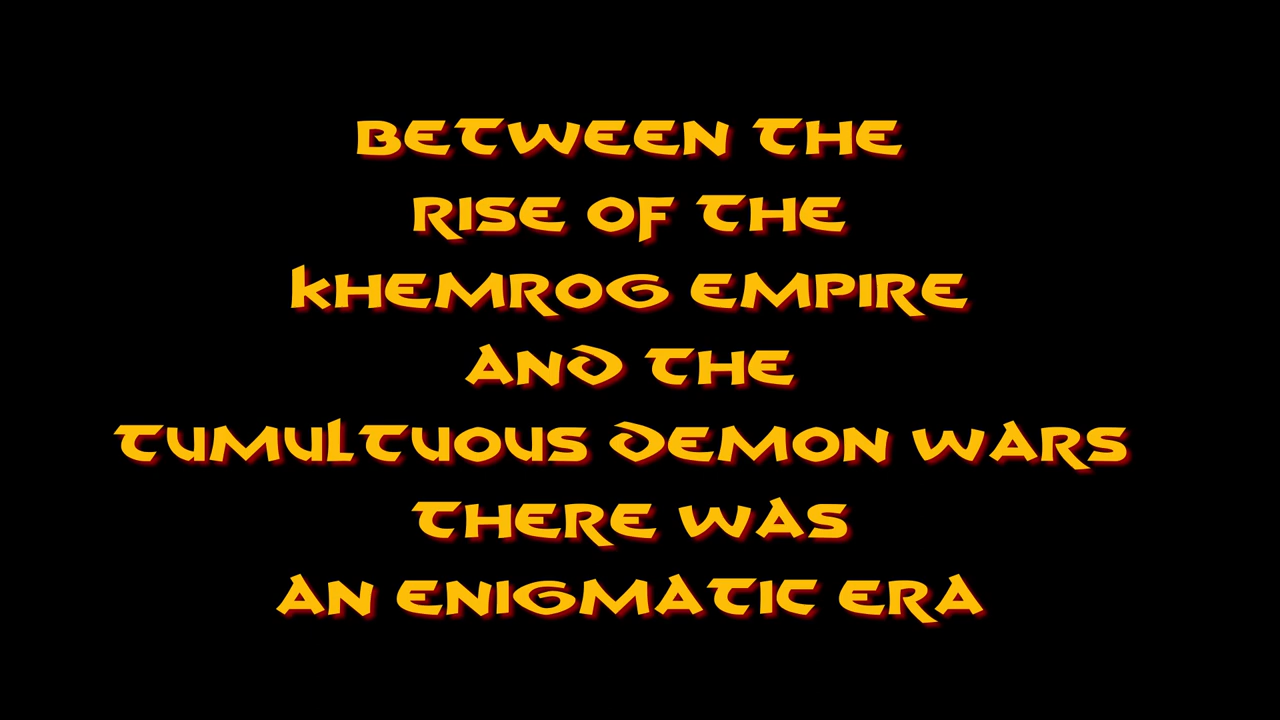 BETWEEN THE
RISE OF THE
KHEMROG EMPIRE
AND THE
TUMULTUOUS DEMON WARS
THERE WAS
AN ENIGMATIC ERA